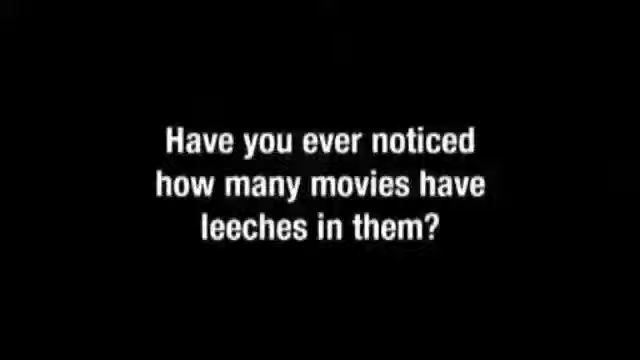 Have you ever noticed
how many movies have
leeches in them?